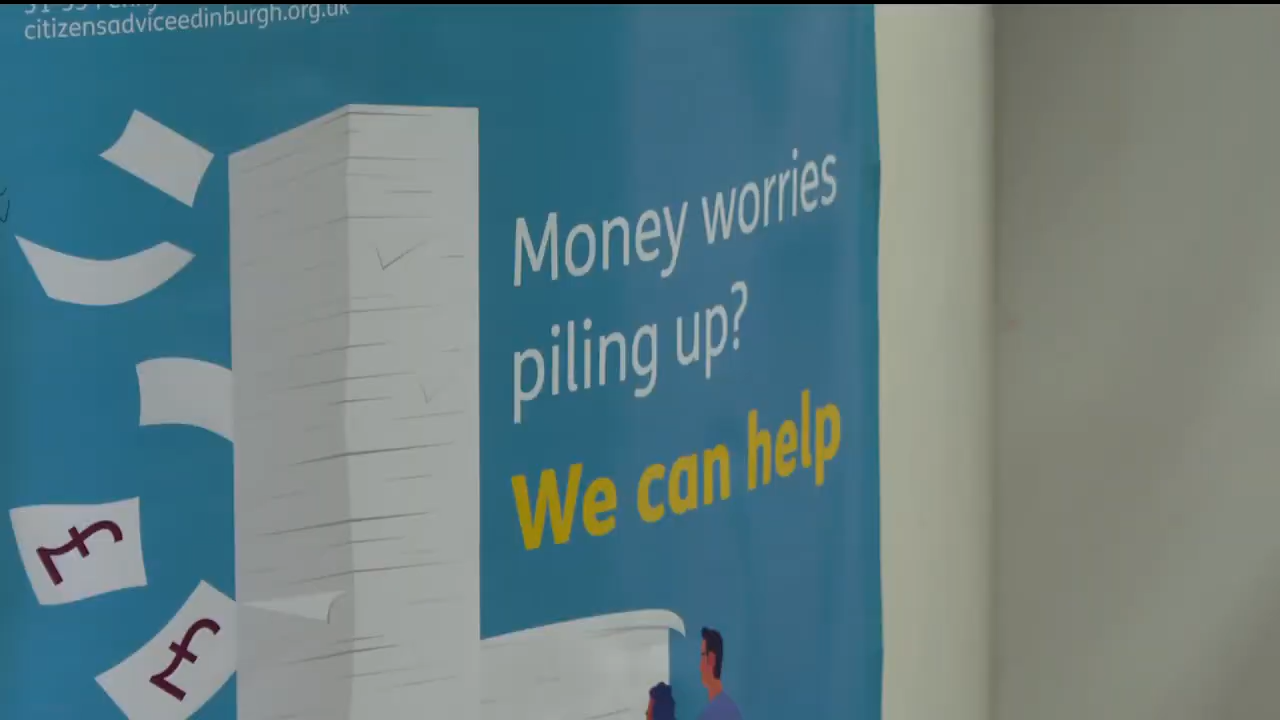 citizensadviceedinburgh.org.uk
Money worries
piling up?
We can help
£
£